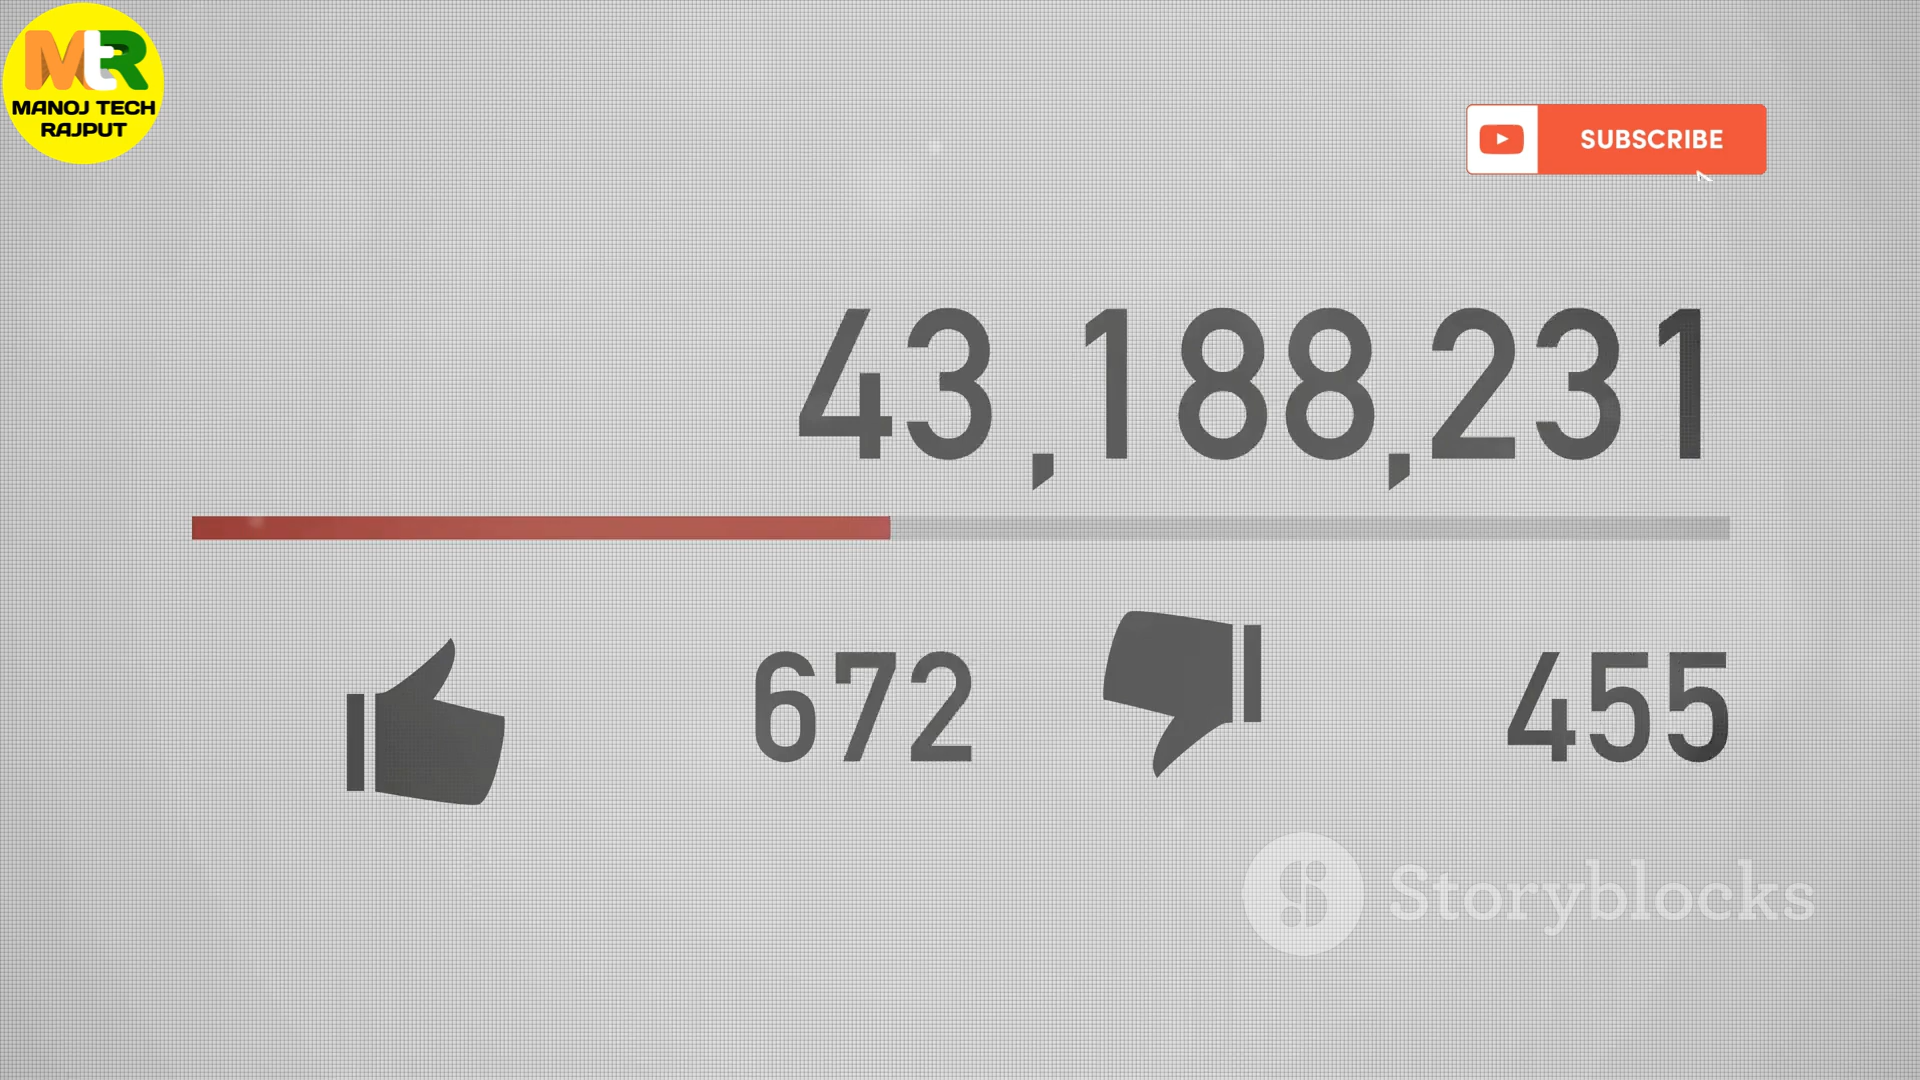 MtR
MANOJ TECH
RAJPUT
SUBSCRIBE
43,188,231
672
455
Storyblocks